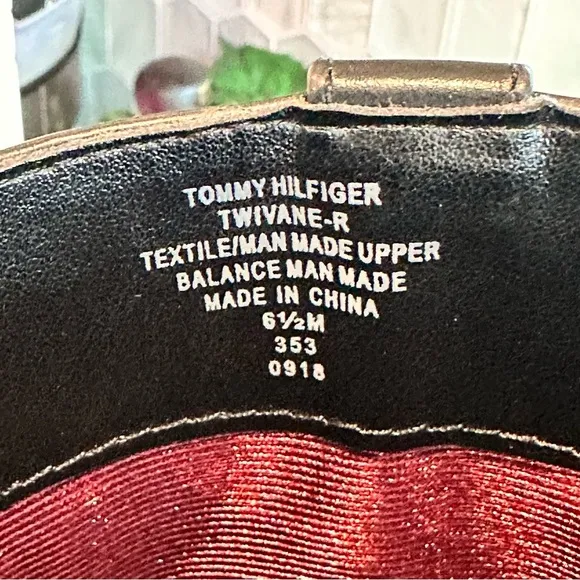 TOMMY HILFIGER
TWIVANE-R
TEXTILE/MAN MADE UPPER
BALANCE MAN MADE
MADE IN CHINA
6½M
353
0918